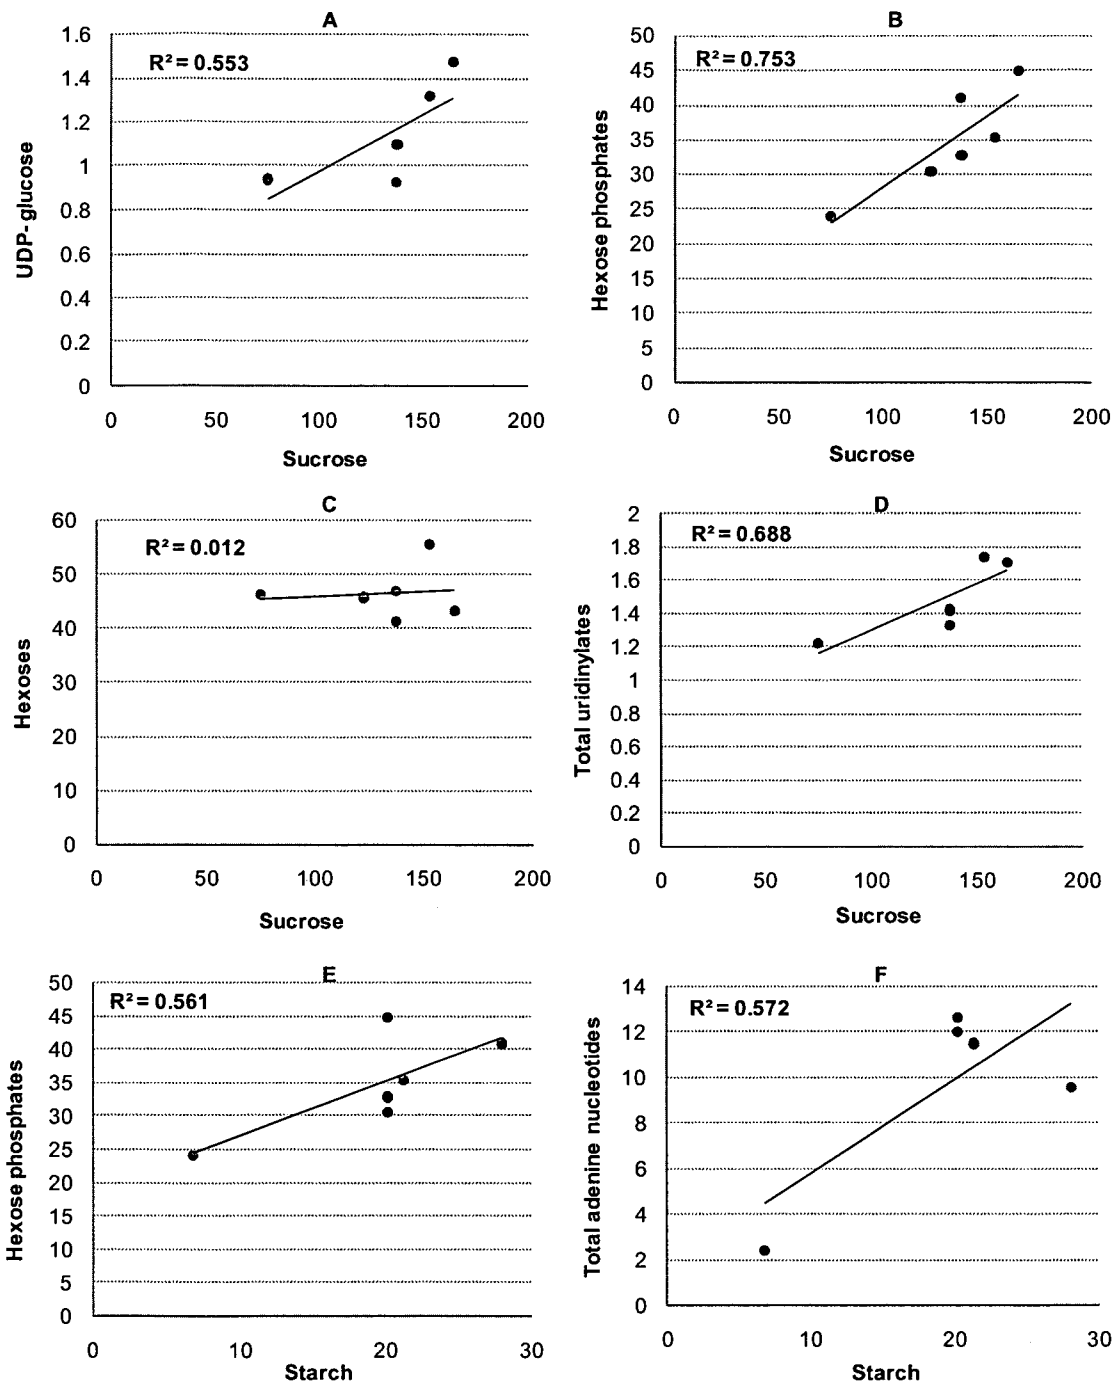 A
R² = 0.553
1.6
1.4
1.2
1
0.8
0.6
0.4
0.2
0
UDP- glucose
0 50 100 150 200
Sucrose
B
R² = 0.753
50
45
40
35
30
25
20
15
10
5
0
Hexose phosphates
0 50 100 150 200
Sucrose
C
R² = 0.012
60
50
40
30
20
10
0
Hexoses
0 50 100 150 200
Sucrose
D
R² = 0.688
2
1.8
1.6
1.4
1.2
1
0.8
0.6
0.4
0.2
0
Total uridinylates
0 50 100 150 200
Sucrose
E
R² = 0.561
50
45
40
35
30
25
20
15
10
5
0
Hexose phosphates
0 10 20 30
Starch
F
R² = 0.572
14
12
10
8
6
4
2
0
Total adenine nucleotides
0 10 20 30
Starch